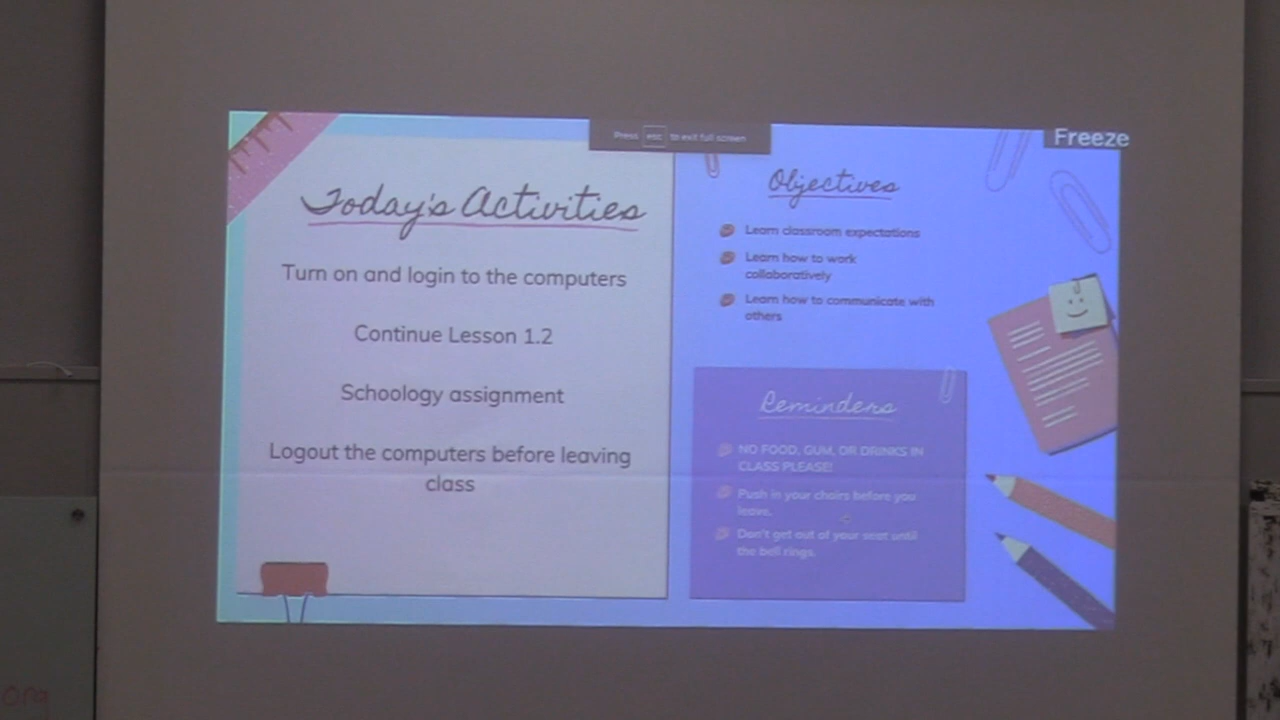 Press esc to exit full screen
Freeze
Today's Activities
Turn on and login to the computers
Continue Lesson 1.2
Schoology assignment
Logout the computers before leaving
class
Objectives
Learn classroom expectations
Learn how to work
collaboratively
Learn how to communicate with
others
Reminders
NO FOOD, GUM, OR DRINKS IN
CLASS PLEASE!
Push in your chairs before you
leave.
Don't get out of your seat until
the bell rings.
org